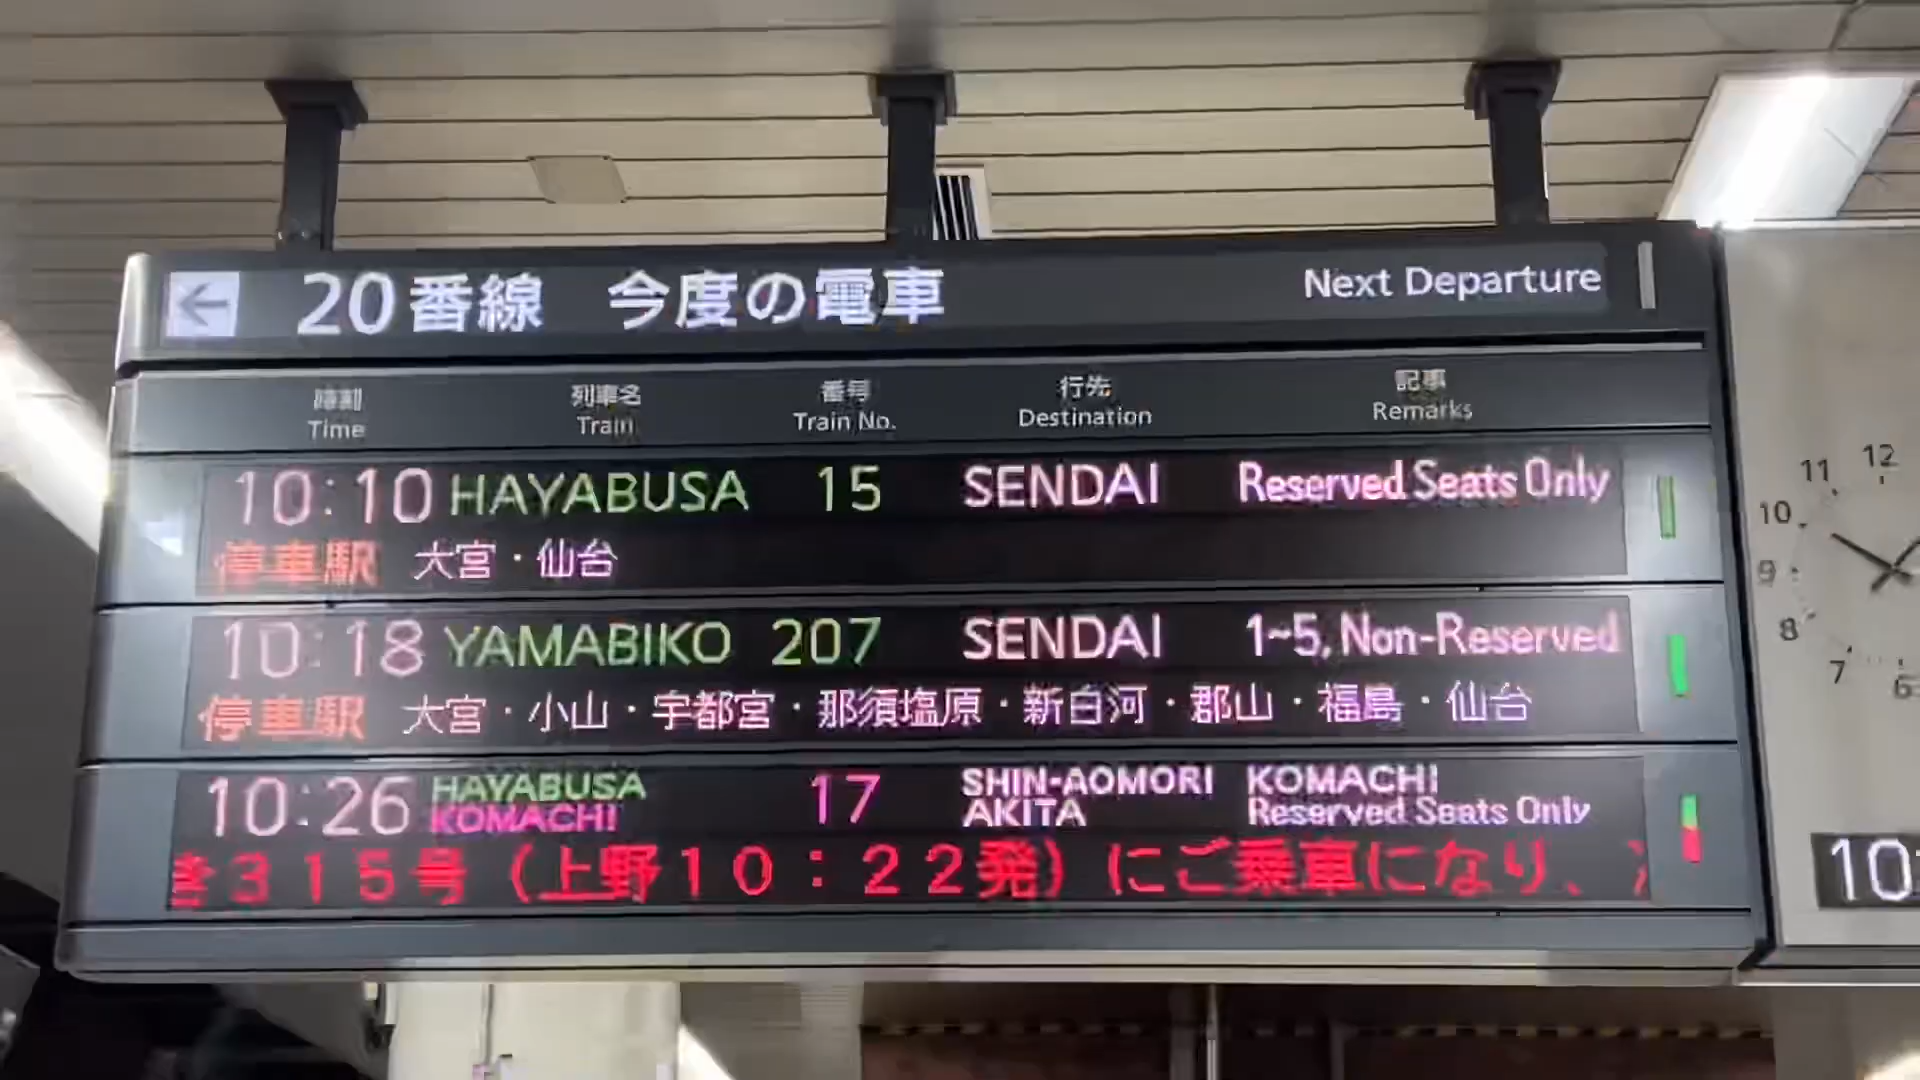 ← 20番線 今度の電車 Next Departure
時刻 列車名 番号 行先 記事
Time Train Train No. Destination Remarks
10:10 HAYABUSA 15 SENDAI Reserved Seats Only
停車駅 大宮・仙台
10:18 YAMABIKO 207 SENDAI 1~5, Non-Reserved
停車駅 大宮・小山・宇都宮・那須塩原・新白河・郡山・福島・仙台
10:26 HAYABUSA KOMACHI 17 SHIN-AOMORI AKITA KOMACHI Reserved Seats Only
き315号（上野10：22発）にご乗車になり、
12
11
10
9
8
7
6
10: